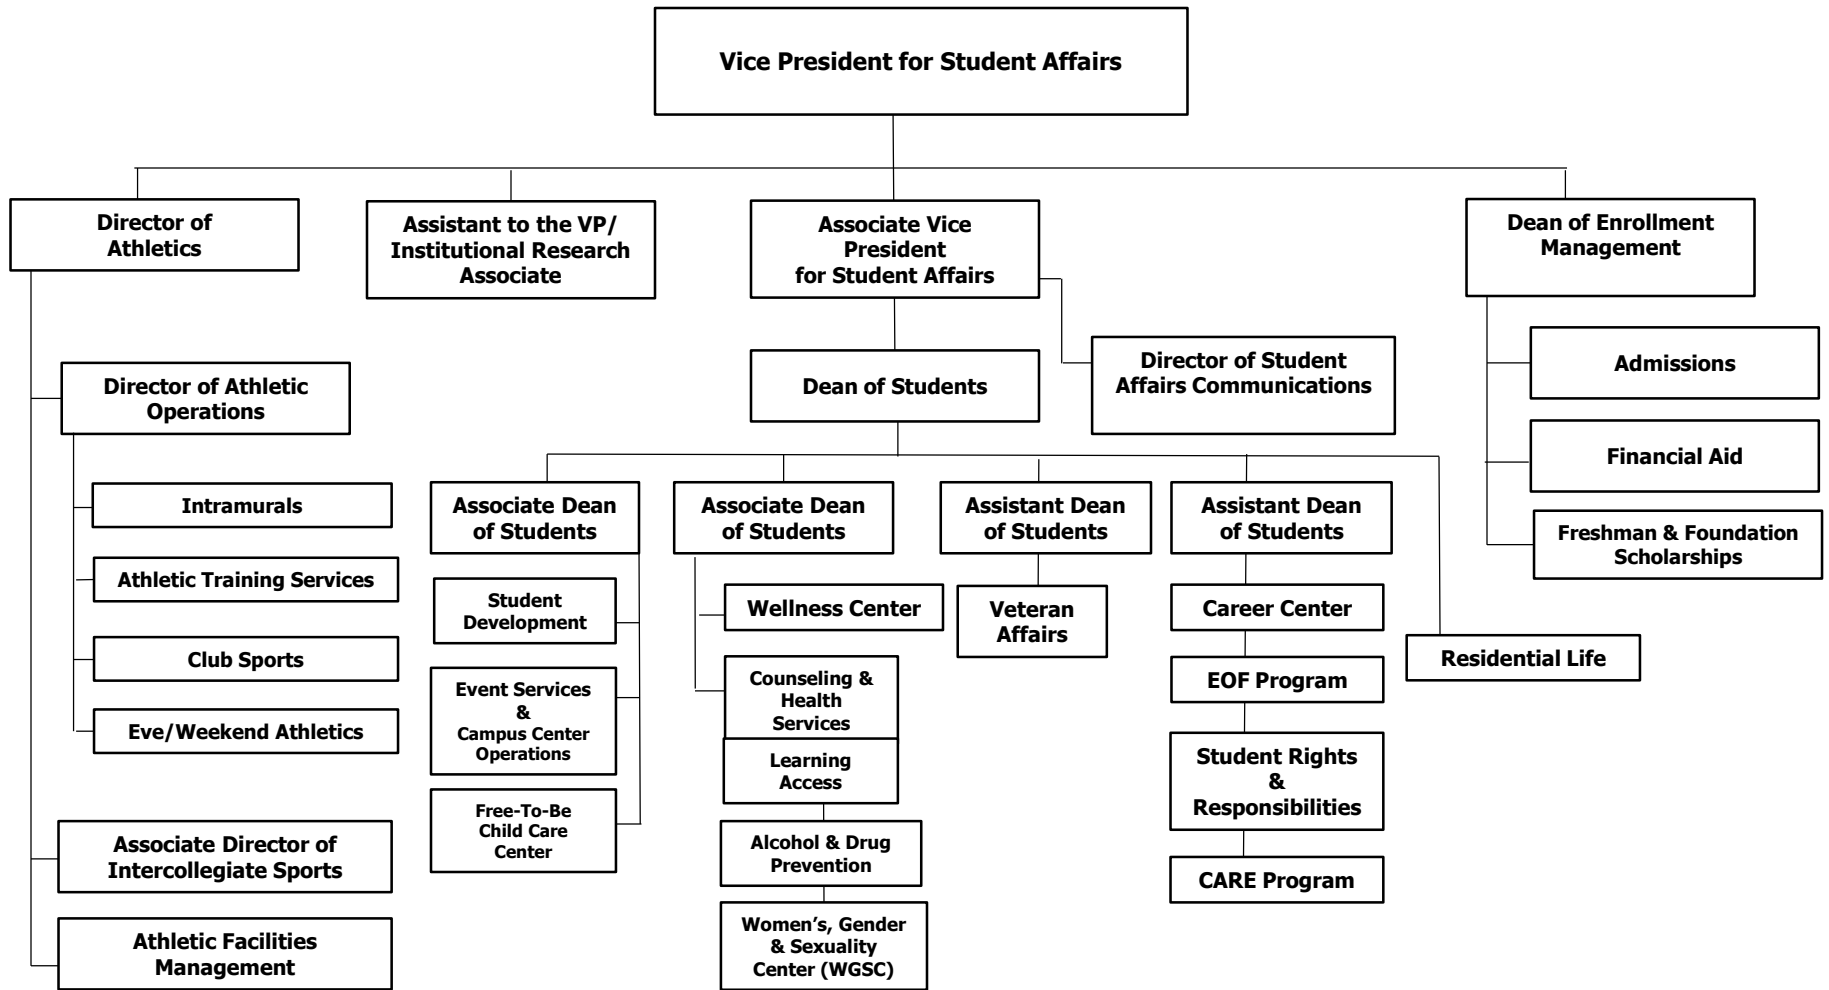 Vice President for Student Affairs
Director of
Athletics
Assistant to the VP/
Institutional Research
Associate
Associate Vice
President
for Student Affairs
Dean of Enrollment
Management
Director of Athletic
Operations
Dean of Students
Director of Student
Affairs Communications
Admissions
Financial Aid
Freshman & Foundation
Scholarships
Intramurals
Athletic Training Services
Club Sports
Eve/Weekend Athletics
Associate Director of
Intercollegiate Sports
Athletic Facilities
Management
Associate Dean
of Students
Student
Development
Event Services
&
Campus Center
Operations
Free-To-Be
Child Care
Center
Associate Dean
of Students
Wellness Center
Counseling &
Health
Services
Learning
Access
Alcohol & Drug
Prevention
Women’s, Gender
& Sexuality
Center (WGSC)
Assistant Dean
of Students
Veteran
Affairs
Assistant Dean
of Students
Career Center
EOF Program
Student Rights
&
Responsibilities
CARE Program
Residential Life